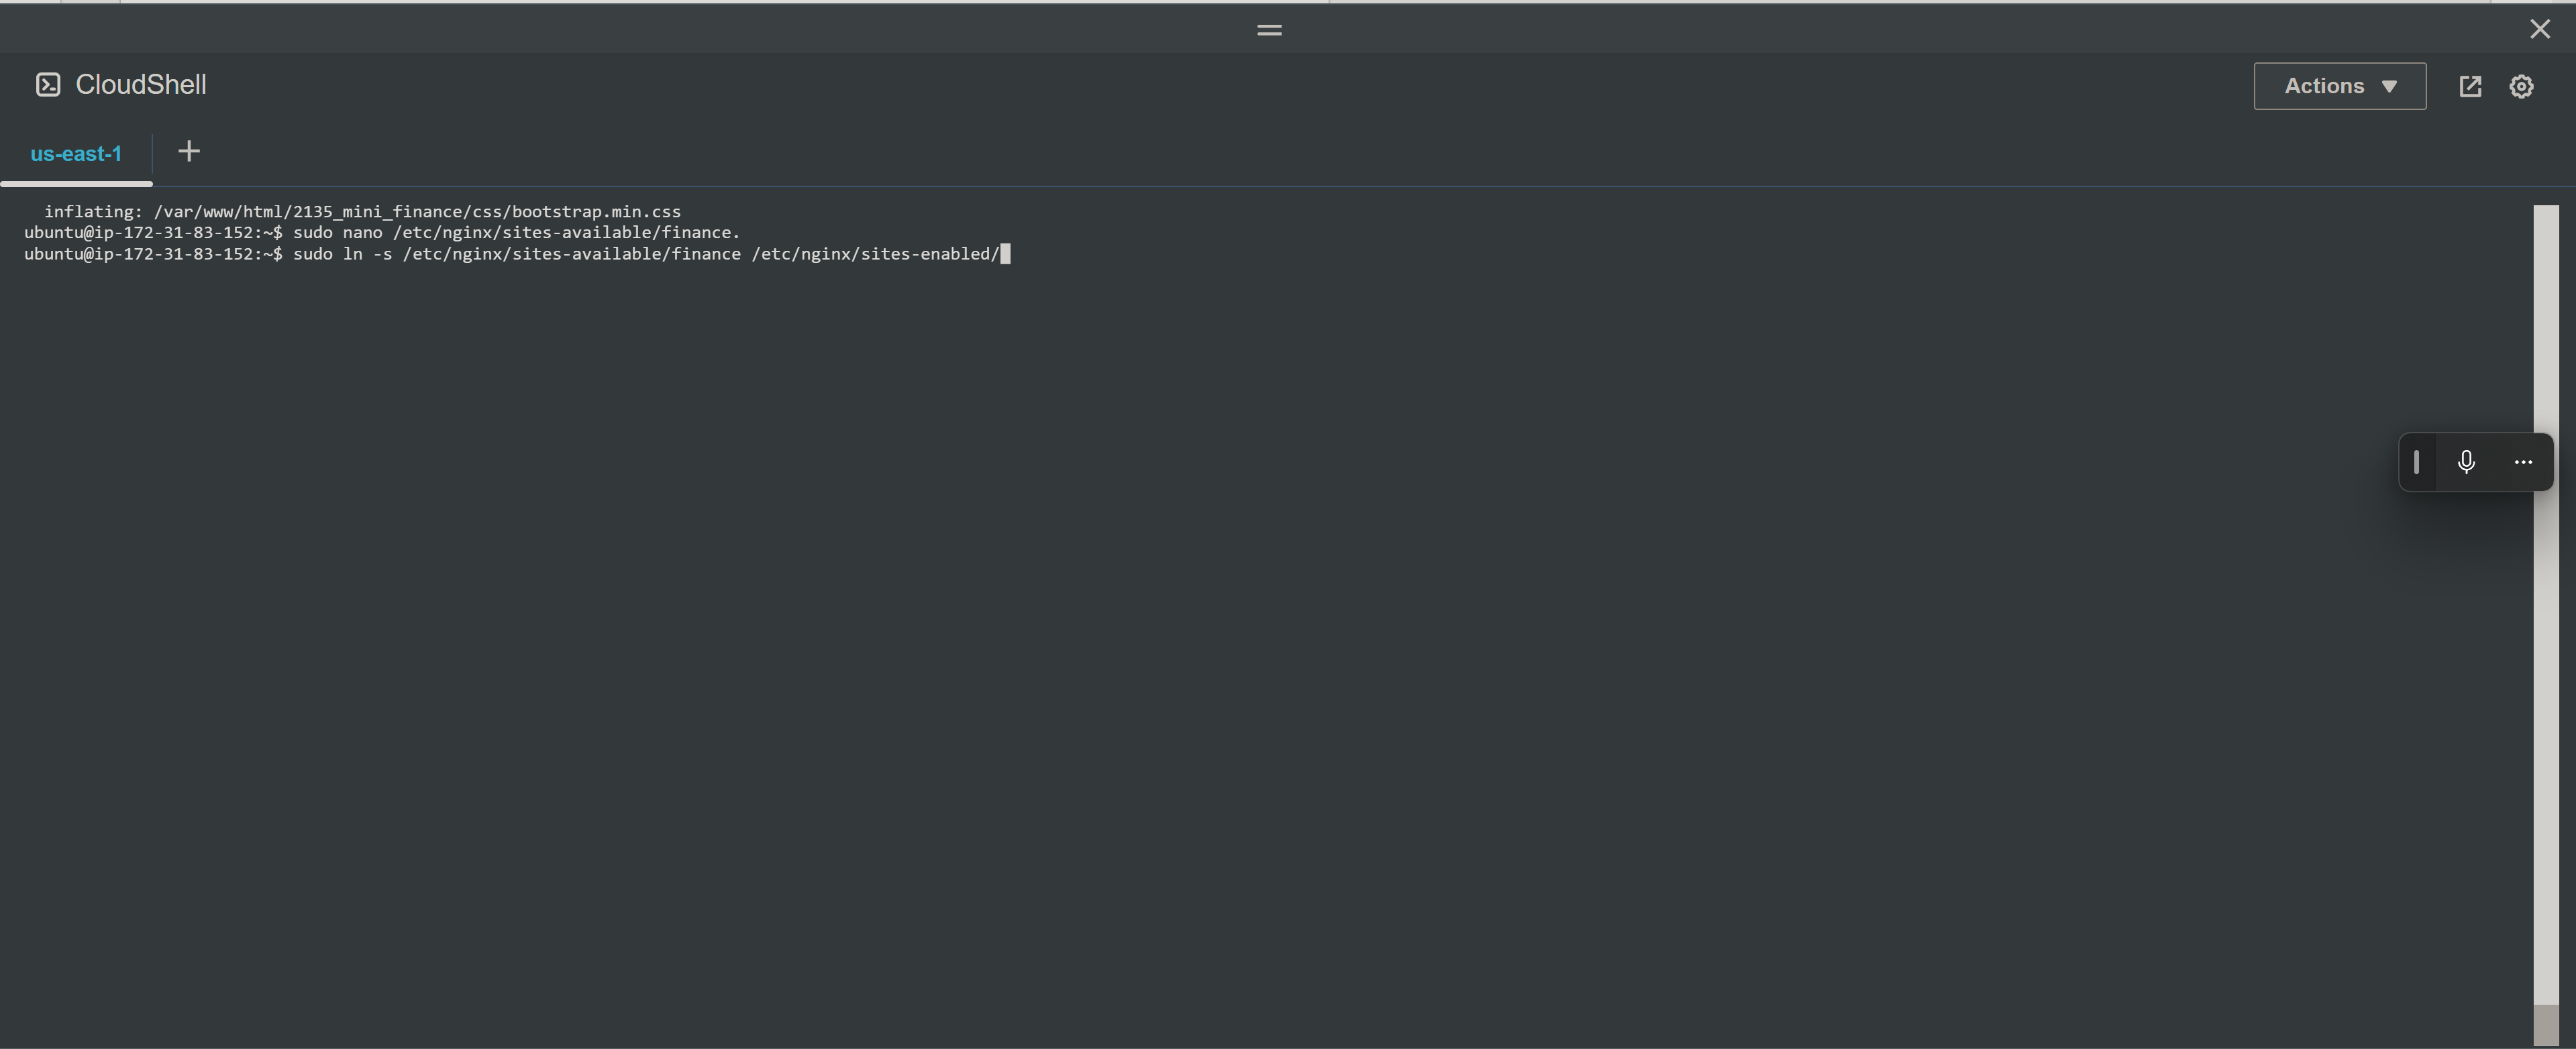 CloudShell
Actions
us-east-1
inflating: /var/www/html/2135_mini_finance/css/bootstrap.min.css
ubuntu@ip-172-31-83-152:~$ sudo nano /etc/nginx/sites-available/finance.
ubuntu@ip-172-31-83-152:~$ sudo ln -s /etc/nginx/sites-available/finance /etc/nginx/sites-enabled/